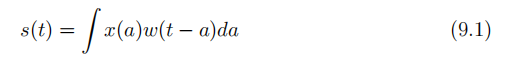 s(t) = ∫ x(a)w(t − a)da (9.1)